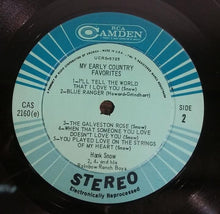 RCA
CAMDEN
UCRS-5725
MY EARLY COUNTRY
FAVORITES
1-I'LL TELL THE WORLD
THAT I LOVE YOU (Snow)
2-BLUE RANGER (Howard-Grindhart)
CAS
2160(e)
SIDE
2
3-THE GALVESTON ROSE (Snow)
4-WHEN THAT SOMEONE YOU LOVE
DOESN'T LOVE YOU (Snow)
5-YOU PLAYED LOVE ON THE STRINGS
OF MY HEART (Snow)
Hank Snow
and his
Rainbow Ranch Boys
STEREO
Electronically Reprocessed